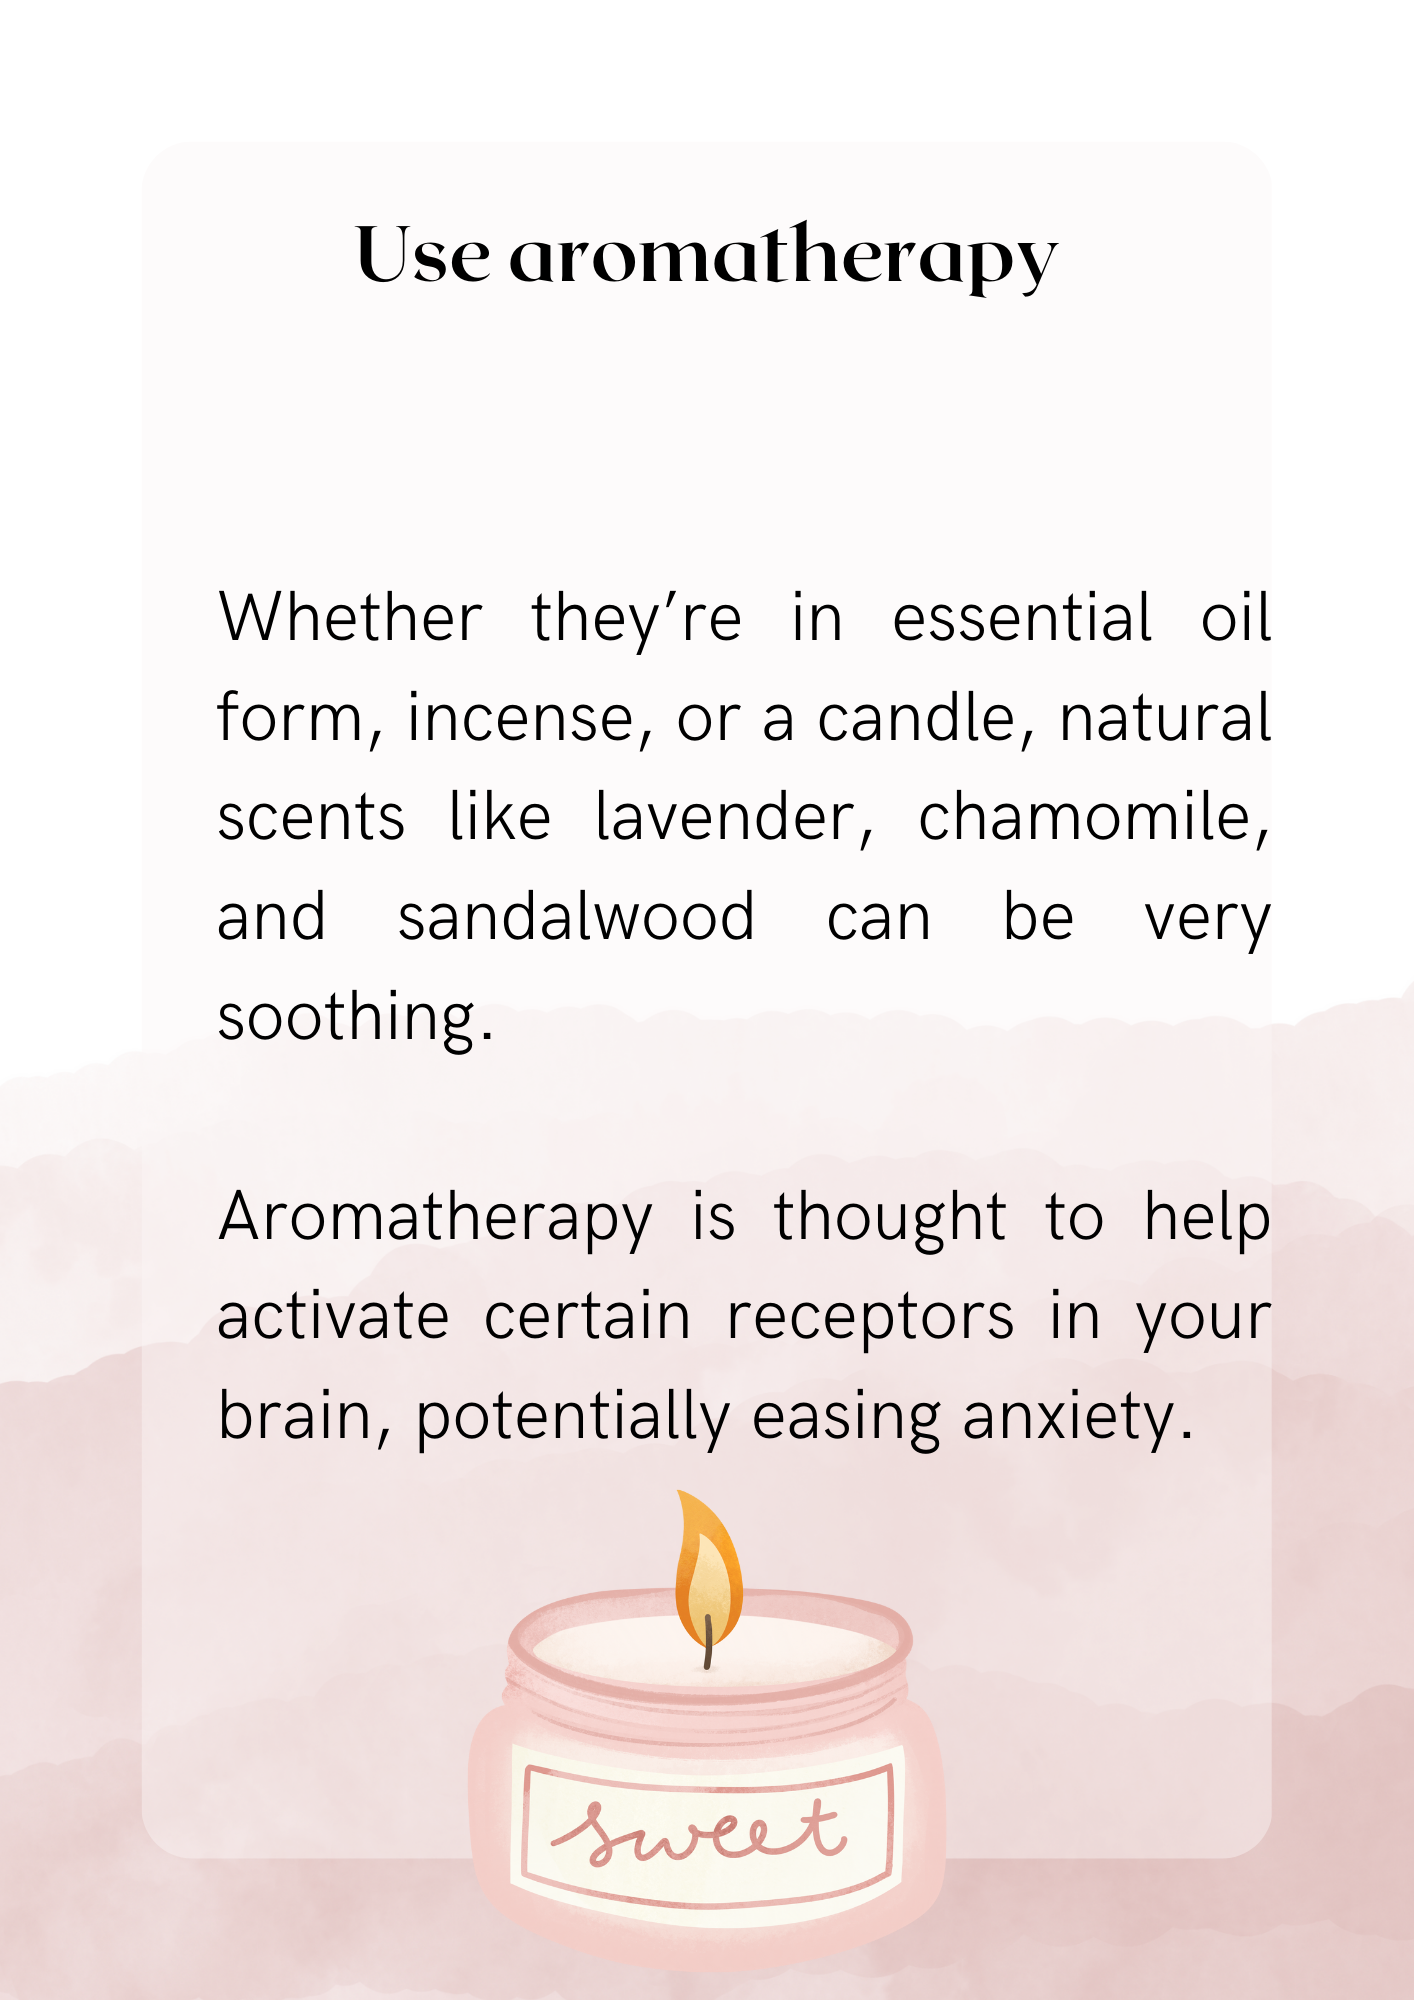 Use aromatherapy
Whether they’re in essential oil
form, incense, or a candle, natural
scents like lavender, chamomile,
and sandalwood can be very
soothing.
Aromatherapy is thought to help
activate certain receptors in your
brain, potentially easing anxiety.
sweet